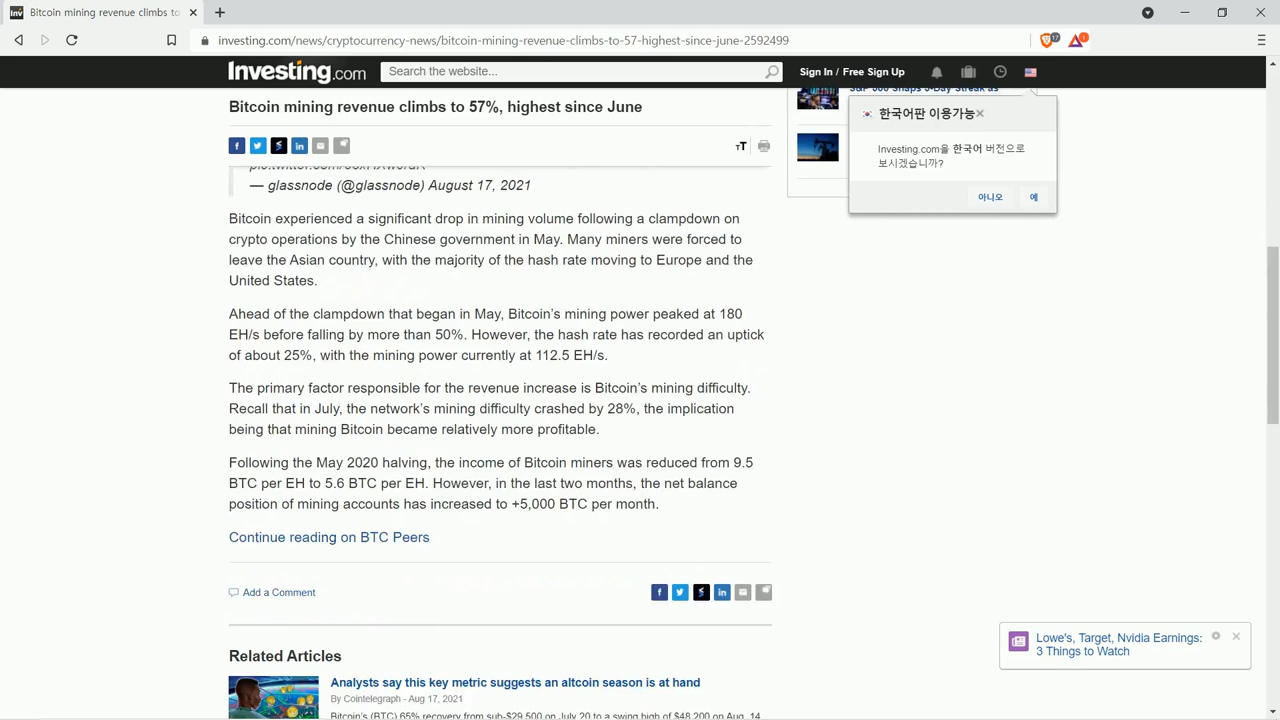 Bitcoin mining revenue climbs to
investing.com/news/cryptocurrency-news/bitcoin-mining-revenue-climbs-to-57-highest-since-june-2592499
17
1
Investing.com
Search the website...
Sign In / Free Sign Up
Bitcoin mining revenue climbs to 57%, highest since June
S&P 500 Snaps 5-Day Streak as
한국어판 이용가능
Investing.com을 한국어 버전으로
보시겠습니까?
아니오
예
TT
— glassnode (@glassnode) August 17, 2021
Bitcoin experienced a significant drop in mining volume following a clampdown on
crypto operations by the Chinese government in May. Many miners were forced to
leave the Asian country, with the majority of the hash rate moving to Europe and the
United States.
Ahead of the clampdown that began in May, Bitcoin's mining power peaked at 180
EH/s before falling by more than 50%. However, the hash rate has recorded an uptick
of about 25%, with the mining power currently at 112.5 EH/s.
The primary factor responsible for the revenue increase is Bitcoin's mining difficulty.
Recall that in July, the network's mining difficulty crashed by 28%, the implication
being that mining Bitcoin became relatively more profitable.
Following the May 2020 halving, the income of Bitcoin miners was reduced from 9.5
BTC per EH to 5.6 BTC per EH. However, in the last two months, the net balance
position of mining accounts has increased to +5,000 BTC per month.
Continue reading on BTC Peers
Add a Comment
Lowe's, Target, Nvidia Earnings:
3 Things to Watch
Related Articles
Analysts say this key metric suggests an altcoin season is at hand
By Cointelegraph - Aug 17, 2021
Bitcoin's (BTC) 65% recovery from sub-$29,500 on July 20 to a swing high of $48,200 on Aug. 14